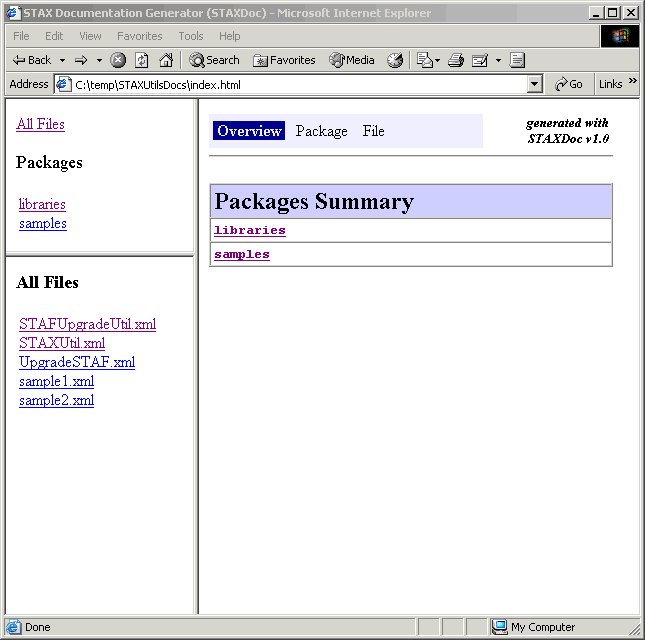 STAX Documentation Generator (STAXDoc) - Microsoft Internet Explorer
File Edit View Favorites Tools Help
Back Search Favorites Media
Address C:\temp\STAXUtilsDocs\index.html Go Links »
All Files
Packages
libraries
samples
All Files
STAFUpgradeUtil.xml
STAXUtil.xml
UpgradeSTAF.xml
sample1.xml
sample2.xml
Overview Package File
generated with
STAXDoc v1.0
Packages Summary
libraries
samples
Done My Computer